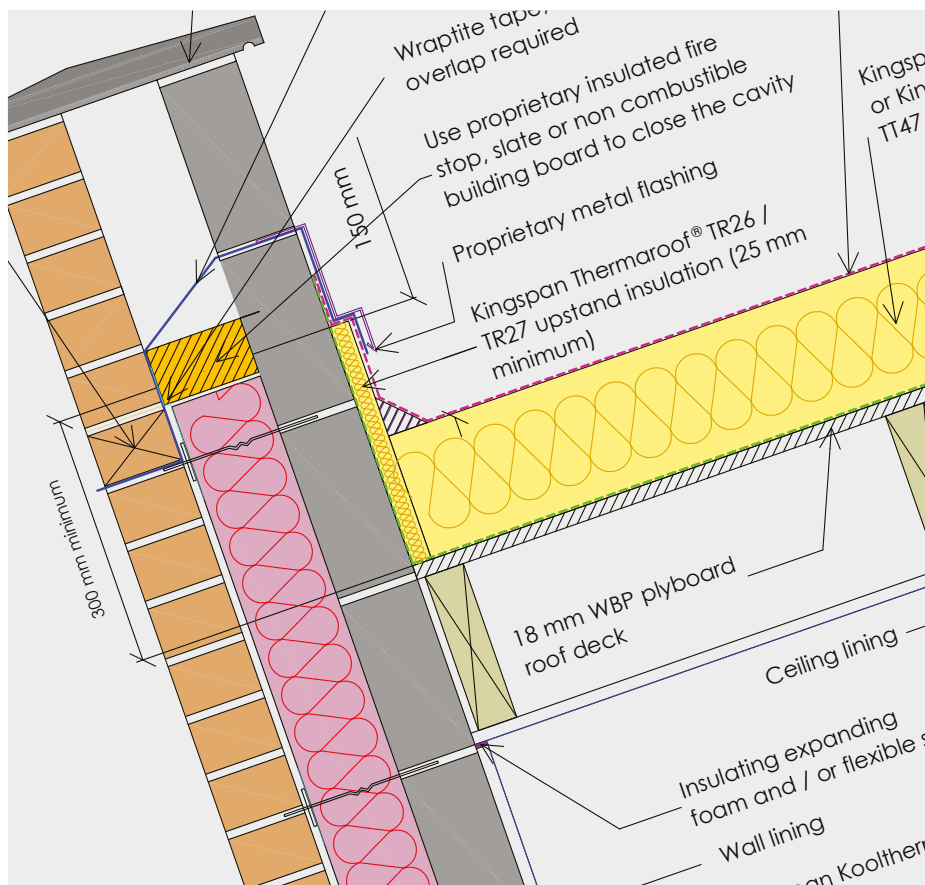 Wraptite tape,
overlap required
Use proprietary insulated fire
stop, slate or non combustible
building board to close the cavity
150 mm
Proprietary metal flashing
Kingspan Thermaroof® TR26 /
TR27 upstand insulation (25 mm
minimum)
Kingsp
or Kin
TT47
300 mm minimum
18 mm WBP plyboard
roof deck
Ceiling lining
Insulating expanding
foam and / or flexible s
Wall lining
an Koolthern